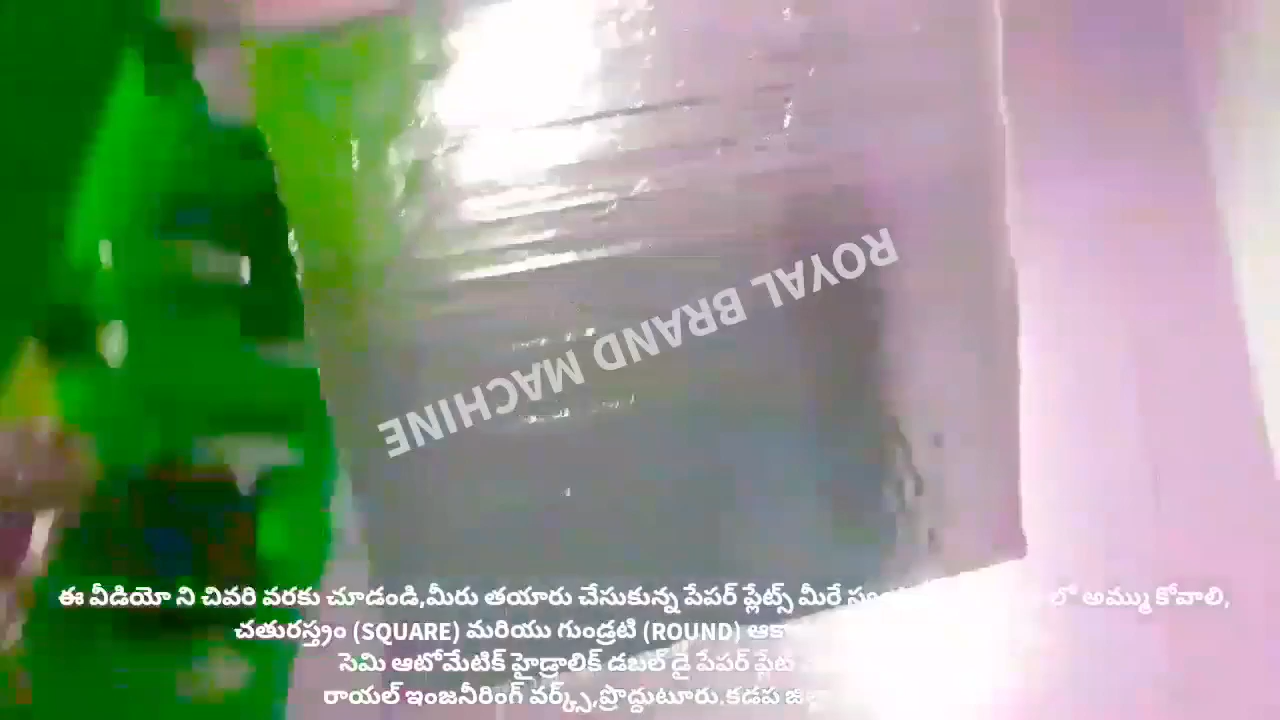 ROYAL BRAND MACHINE
ఈ వీడియో ని చివరి వరకు చూడండి,మీరు తయారు చేసుకున్న పేపర్ ప్లేట్స్ మీరే లో అమ్ము కోవాలి,
చతురస్త్రం (SQUARE) మరియు గుండ్రటి (ROUND)
సెమి ఆటోమేటిక్ హైడ్రాలిక్ డబల్ డై పేపర్ ప్లేట్
రాయల్ ఇంజనీరింగ్ వర్క్స్,ప్రొద్దుటూరు.కడప